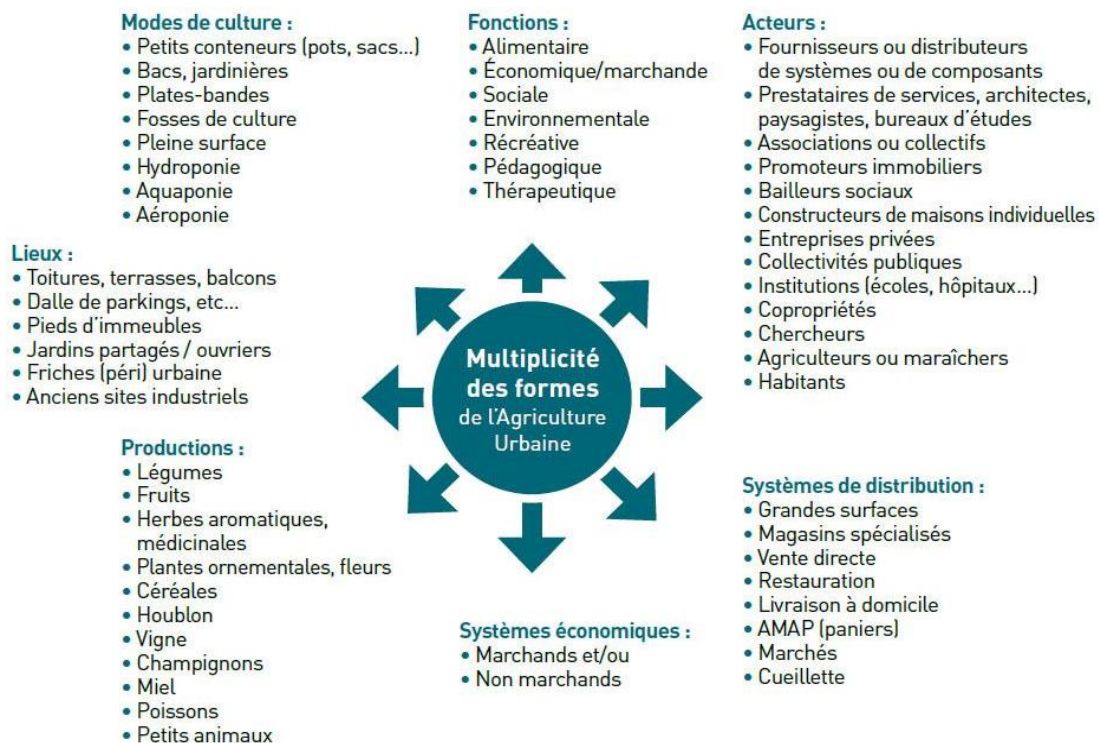 Modes de culture :
• Petits conteneurs (pots, sacs...)
• Bacs, jardinières
• Plates-bandes
• Fosses de culture
• Pleine surface
• Hydroponie
• Aquaponie
• Aéroponie
Fonctions :
• Alimentaire
• Économique/marchande
• Sociale
• Environnementale
• Récréative
• Pédagogique
• Thérapeutique
Acteurs :
• Fournisseurs ou distributeurs
de systèmes ou de composants
• Prestataires de services, architectes,
paysagistes, bureaux d'études
• Associations ou collectifs
• Promoteurs immobiliers
• Bailleurs sociaux
• Constructeurs de maisons individuelles
• Entreprises privées
• Collectivités publiques
• Institutions (écoles, hôpitaux...)
• Copropriétés
• Chercheurs
• Agriculteurs ou maraîchers
• Habitants
Lieux :
• Toitures, terrasses, balcons
• Dalle de parkings, etc...
• Pieds d'immeubles
• Jardins partagés / ouvriers
• Friches (péri) urbaine
• Anciens sites industriels
Multiplicité
des formes
de l'Agriculture
Urbaine
Productions :
• Légumes
• Fruits
• Herbes aromatiques,
médicinales
• Plantes ornementales, fleurs
• Céréales
• Houblon
• Vigne
• Champignons
• Miel
• Poissons
• Petits animaux
Systèmes économiques :
• Marchands et/ou
• Non marchands
Systèmes de distribution :
• Grandes surfaces
• Magasins spécialisés
• Vente directe
• Restauration
• Livraison à domicile
• AMAP (paniers)
• Marchés
• Cueillette